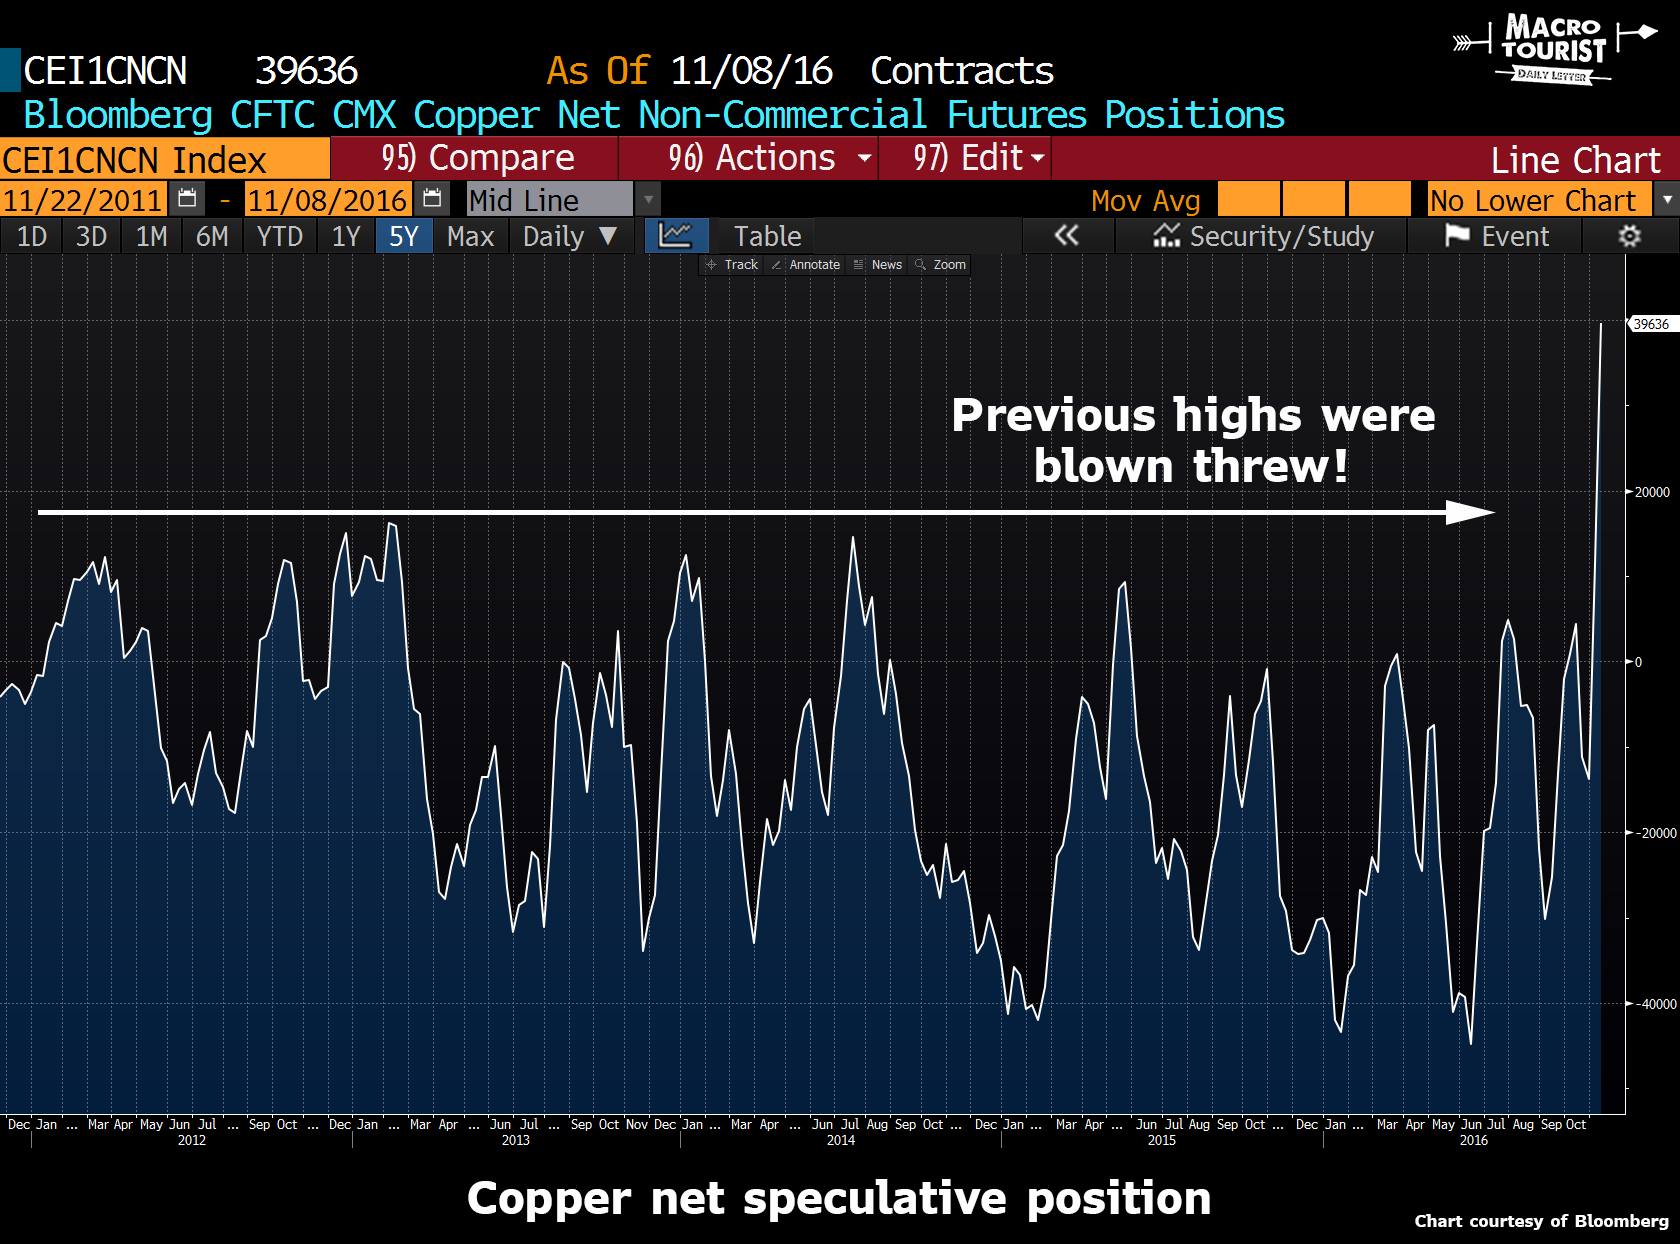 MACRO
TOURIST
DAILY LETTER
CEI1CNCN 39636 As Of 11/08/16 Contracts
Bloomberg CFTC CMX Copper Net Non-Commercial Futures Positions
CEI1CNCN Index 95) Compare 96) Actions 97) Edit Line Chart
11/22/2011 - 11/08/2016 Mid Line Mov Avg No Lower Chart
1D 3D 1M 6M YTD 1Y 5Y Max Daily ▼ Table « Security/Study Event
Track Annotate News Zoom
39636
Previous highs were
blown threw!
20000
0
-20000
-40000
Dec Jan ... Mar Apr May Jun Jul ... Sep Oct ... Dec Jan ... Mar Apr ... Jun Jul ... Sep Oct Nov Dec Jan ... Mar Apr ... Jun Jul Aug Sep Oct ... Dec Jan ... Mar Apr ... Jun Jul Aug Sep Oct ... Dec Jan ... Mar Apr May Jun Jul Aug Sep Oct
2012 2013 2014 2015 2016
Copper net speculative position
Chart courtesy of Bloomberg